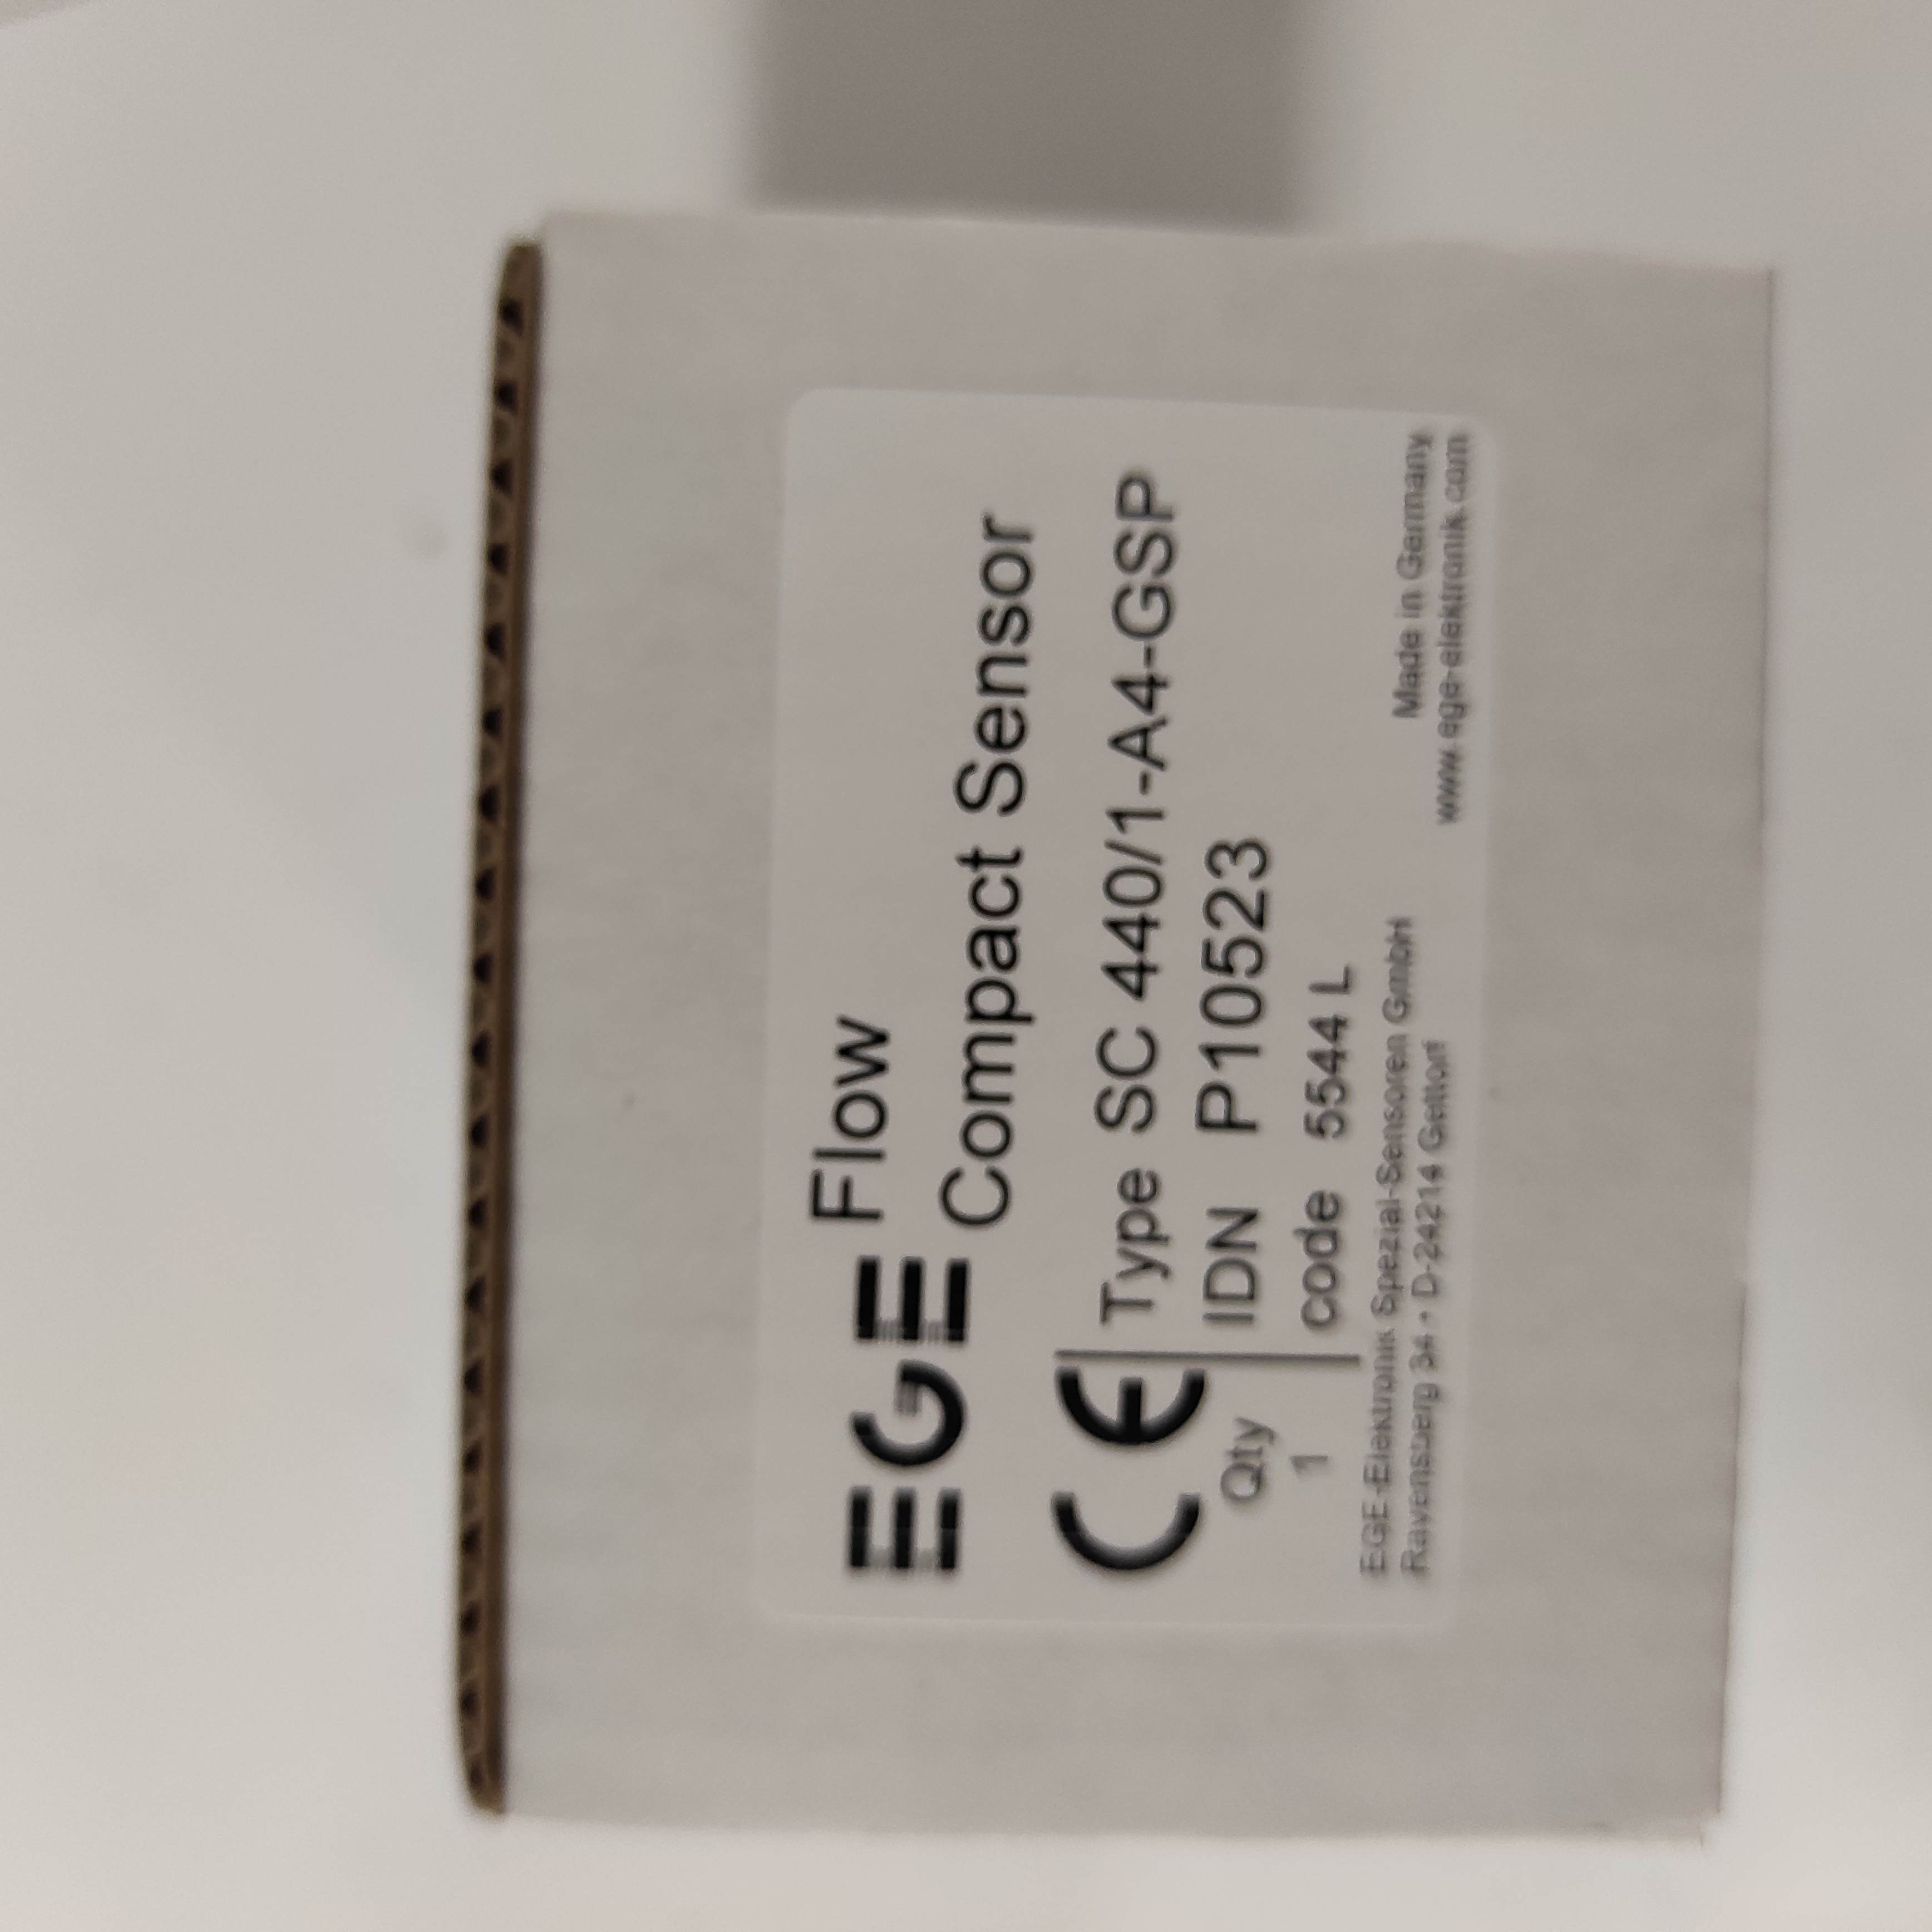 EGE Flow
Compact Sensor
CE
Type SC 440/1-A4-GSP
IDN P10523
code 5544 L
Qty
1
EGE-Elektronik Spezial-Sensoren GmbH
Ravensberg 34 • D-24214 Gettorf
Made in Germany
www.ege-elektronik.com